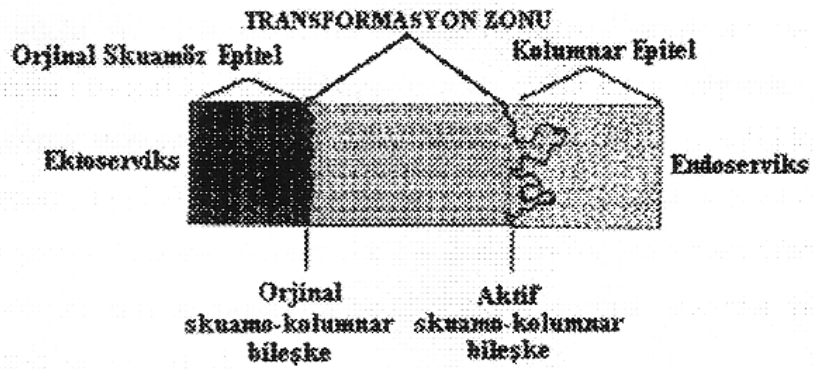 TRANSFORMASYON ZONU
Orjinal Skuamöz Epitel
Kolumnar Epitel
Ektoserviks
Endoserviks
Orjinal
skuamo-kolumnar
bileşke
Aktif
skuamo-kolumnar
bileşke